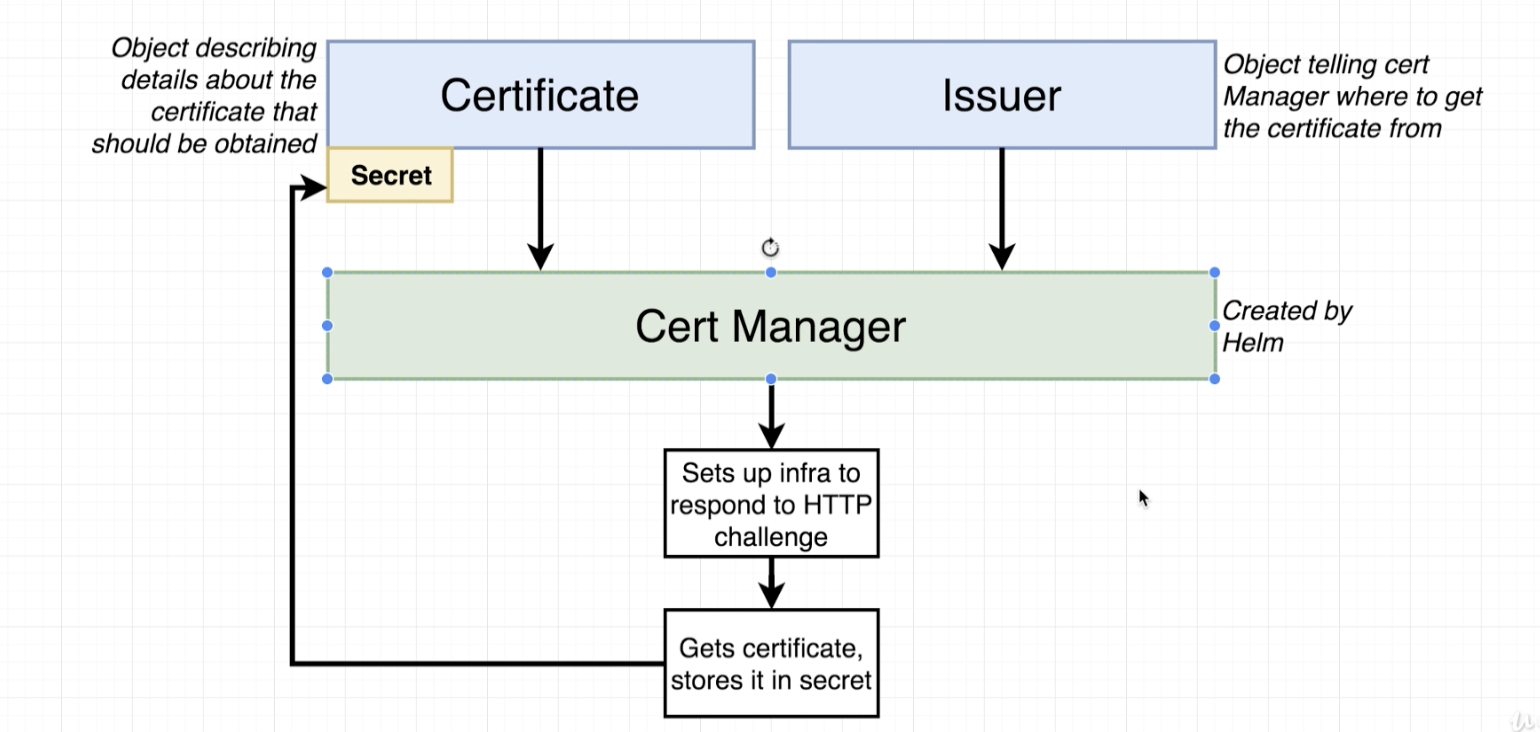 Object describing
details about the
certificate that
should be obtained
Certificate
Secret
Issuer
Object telling cert
Manager where to get
the certificate from
Cert Manager
Created by
Helm
Sets up infra to
respond to HTTP
challenge
Gets certificate,
stores it in secret